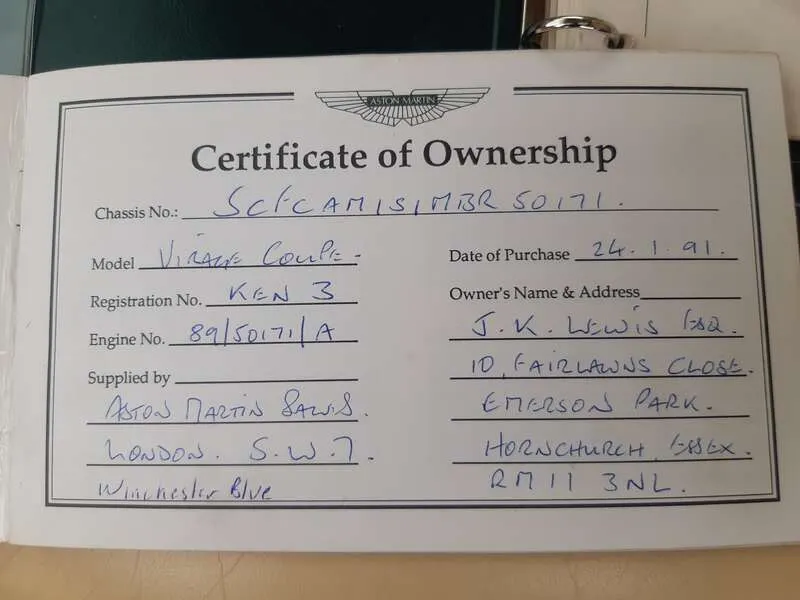 ASTON MARTIN
Certificate of Ownership
Chassis No.: SCFCAM1S1MBR50171.
Model Virage Coupe -
Registration No. KEN 3
Engine No. 89/50171/A
Supplied by
ASTON MARTIN SALES.
LONDON. S.W.7.
Winchester Blue
Date of Purchase 24.1.91.
Owner's Name & Address
J.K. LEWIS ESQ.
10, FAIRLAWNS CLOSE.
EMERSON PARK.
HORNCHURCH. ESSEX.
RM11 3NL.